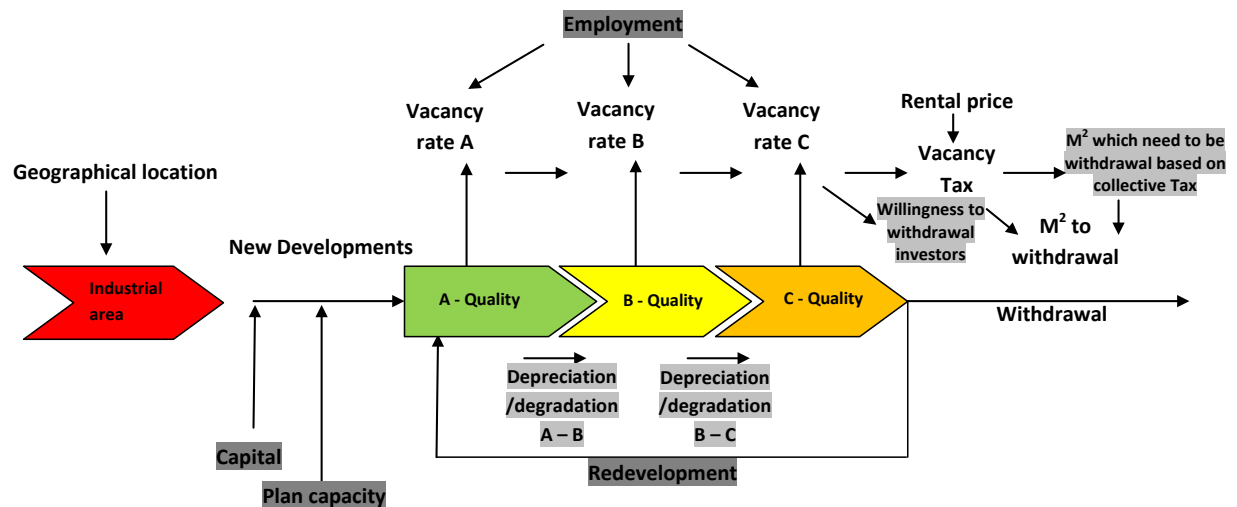 Employment
Vacancy
rate A
Vacancy
rate B
Vacancy
rate C
Rental price
Vacancy
Tax
M² which need to be
withdrawal based on
collective Tax
Willingness to
withdrawal
investors
M² to
withdrawal
Geographical location
New Developments
Industrial
area
A - Quality
B - Quality
C - Quality
Withdrawal
Depreciation
/degradation
A – B
Depreciation
/degradation
B – C
Redevelopment
Capital
Plan capacity